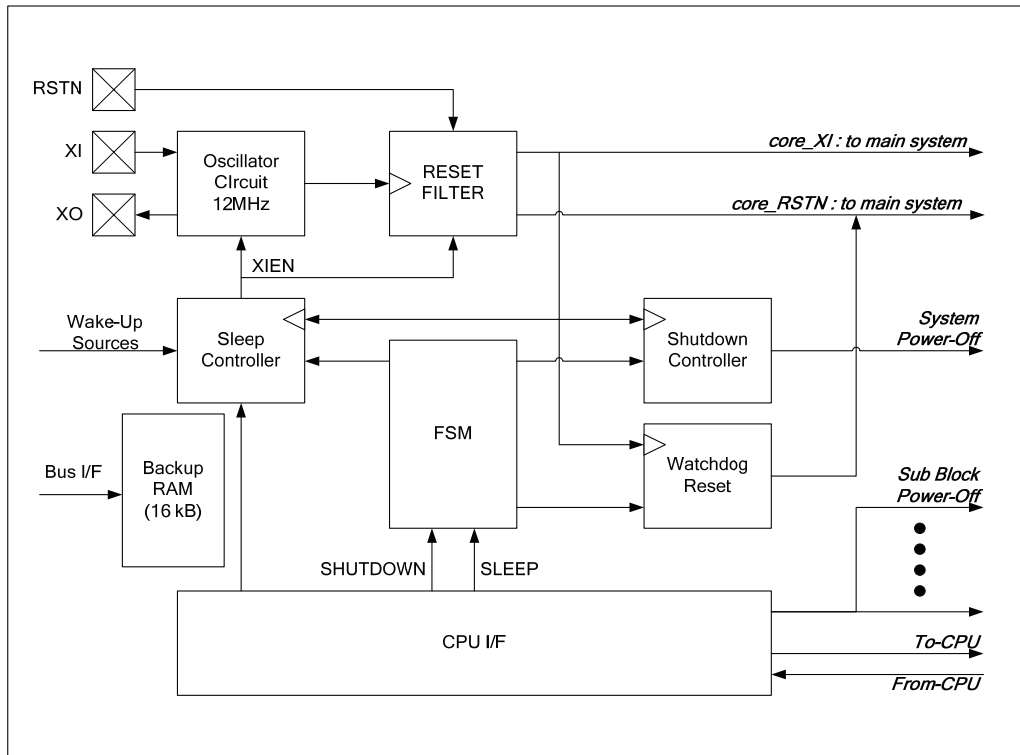 RSTN
XI
XO
Oscillator
CIrcuit
12MHz
RESET
FILTER
core_XI : to main system
core_RSTN : to main system
XIEN
Wake-Up
Sources
Sleep
Controller
Shutdown
Controller
System
Power-Off
FSM
Bus I/F
Backup
RAM
(16 kB)
Watchdog
Reset
Sub Block
Power-Off
SHUTDOWN
SLEEP
CPU I/F
To-CPU
From-CPU